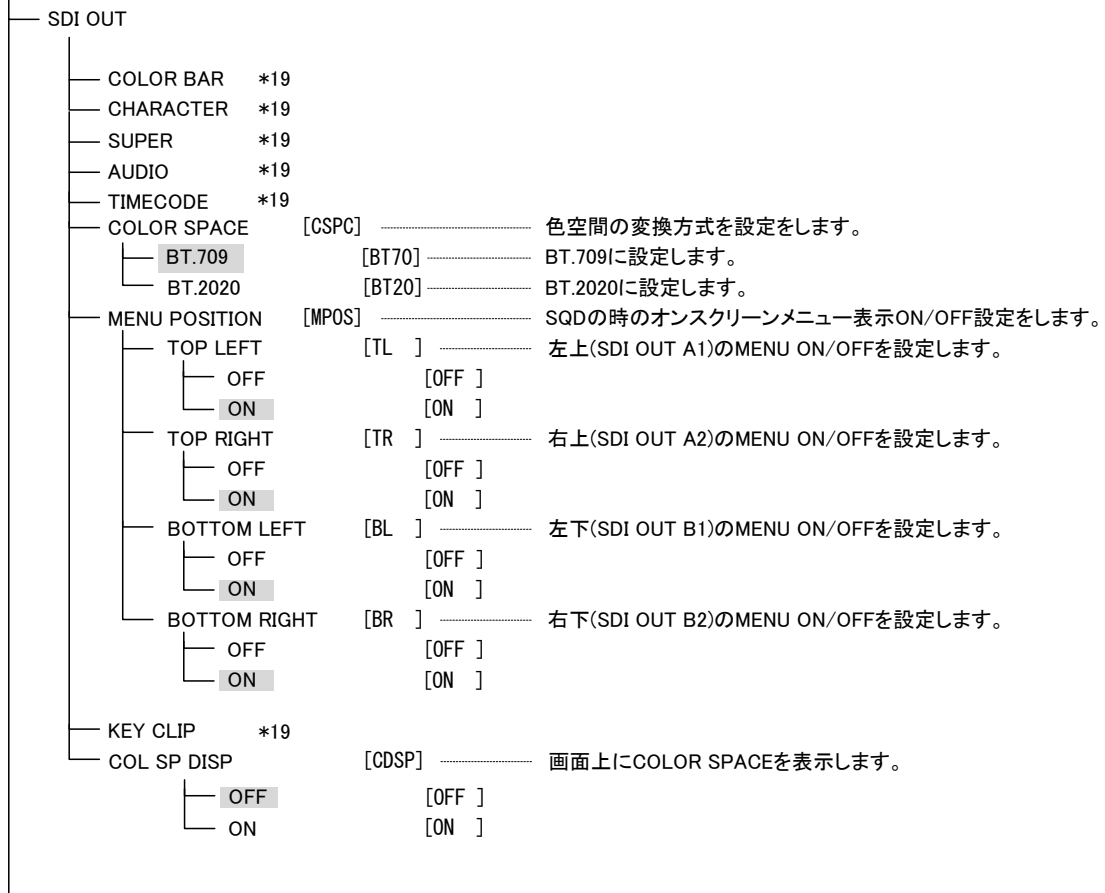 SDI OUT
COLOR BAR *19
CHARACTER *19
SUPER *19
AUDIO *19
TIMECODE *19
COLOR SPACE [CSPC] 色空間の変換方式を設定をします。
BT.709 [BT70] BT.709に設定します。
BT.2020 [BT20] BT.2020に設定します。
MENU POSITION [MPOS] SQDの時のオンスクリーンメニュー表示ON/OFF設定をします。
TOP LEFT [TL ] 左上(SDI OUT A1)のMENU ON/OFFを設定します。
OFF [OFF ]
ON [ON ]
TOP RIGHT [TR ] 右上(SDI OUT A2)のMENU ON/OFFを設定します。
OFF [OFF ]
ON [ON ]
BOTTOM LEFT [BL ] 左下(SDI OUT B1)のMENU ON/OFFを設定します。
OFF [OFF ]
ON [ON ]
BOTTOM RIGHT [BR ] 右下(SDI OUT B2)のMENU ON/OFFを設定します。
OFF [OFF ]
ON [ON ]
KEY CLIP *19
COL SP DISP [CDSP] 画面上にCOLOR SPACEを表示します。
OFF [OFF ]
ON [ON ]